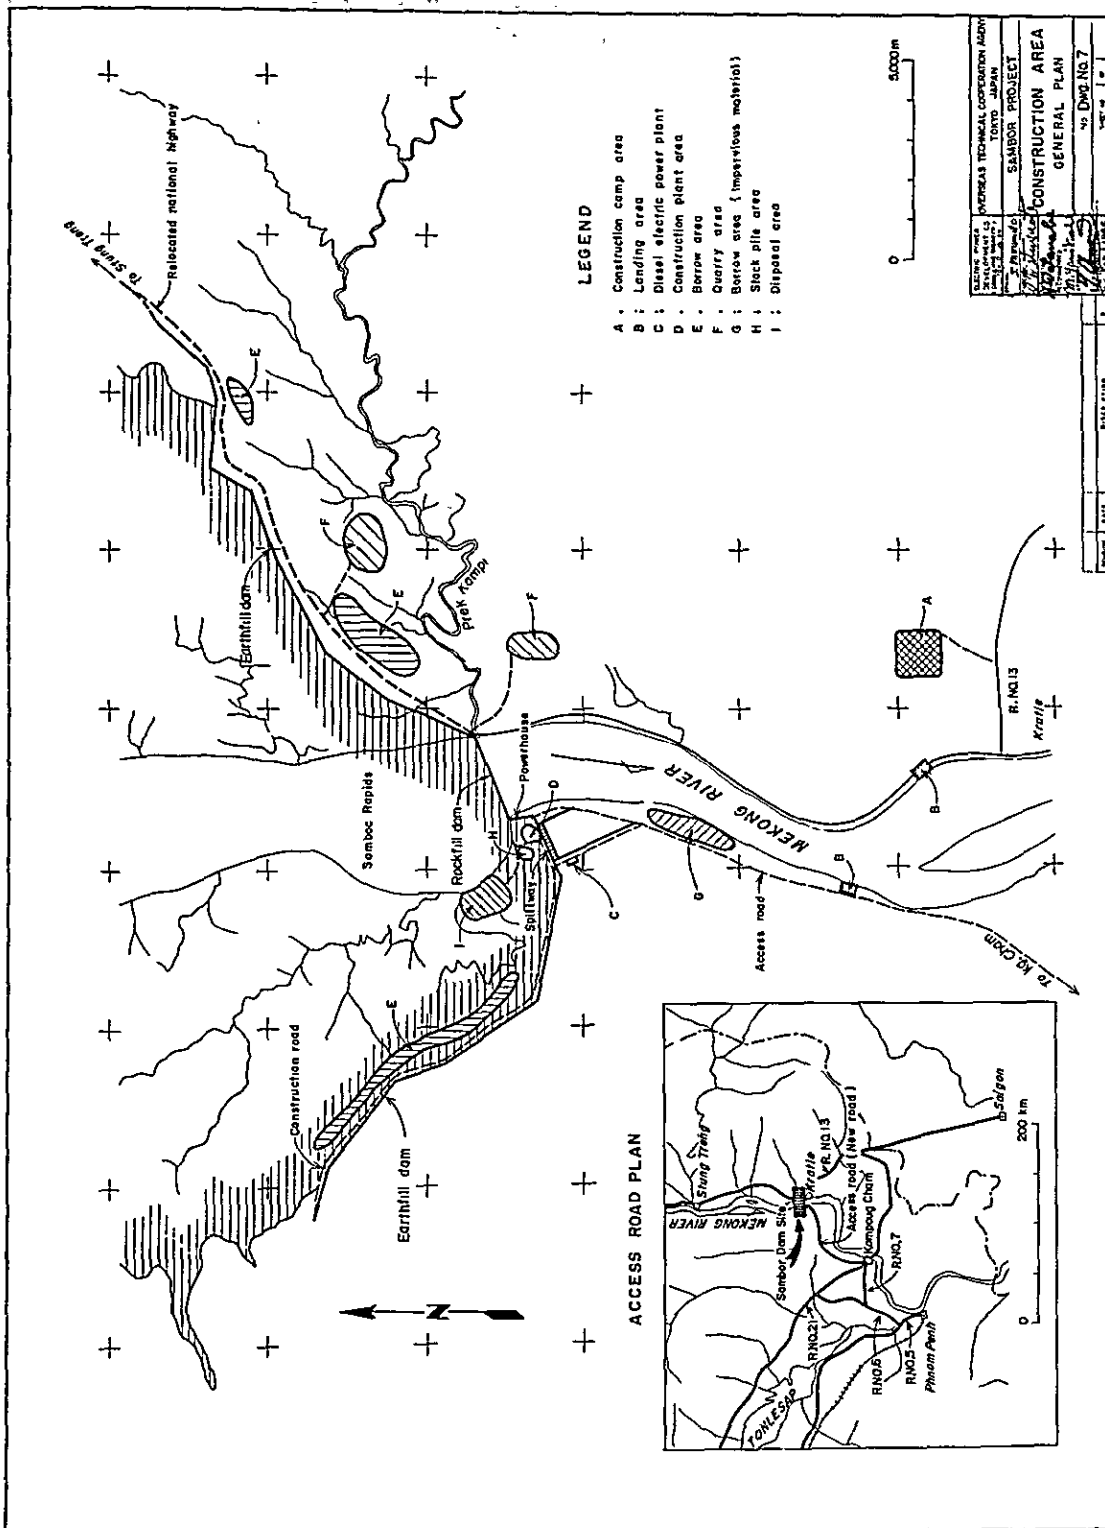 To Stung Treng
Relocated national highway
E
Earthfill dam
F
E
Prek Kampi
F
Samboc Rapids
Rockfill dam
Powerhouse
H
D
I
Spillway
C
Construction road
E
Earthfill dam
MEKONG RIVER
G
Access road
B
B
A
R.NO.13
Kratie
To Kg. Cham
N
LEGEND
A . Construction camp area
B ; Landing area
C ; Diesel electric power plant
D . Construction plant area
E . Borrow area
F . Quarry area
G ; Borrow area (impervious material)
H ; Stock pile area
I ; Disposal area
0 5,000m
ACCESS ROAD PLAN
Stung Treng
MEKONG RIVER
Sambor Dam Site
Kratie
R.NO.13
Access road (New road)
Kampoug Cham
R.NO.7
R.NO.21
R.NO.6
R.NO.5
Phnom Penh
TONLESAP
Saigon
0 200 km
OVERSEAS TECHNICAL COOPERATION AGENCY
TOKYO JAPAN
SAMBOR PROJECT
CONSTRUCTION AREA
GENERAL PLAN
No DWG. No. 7